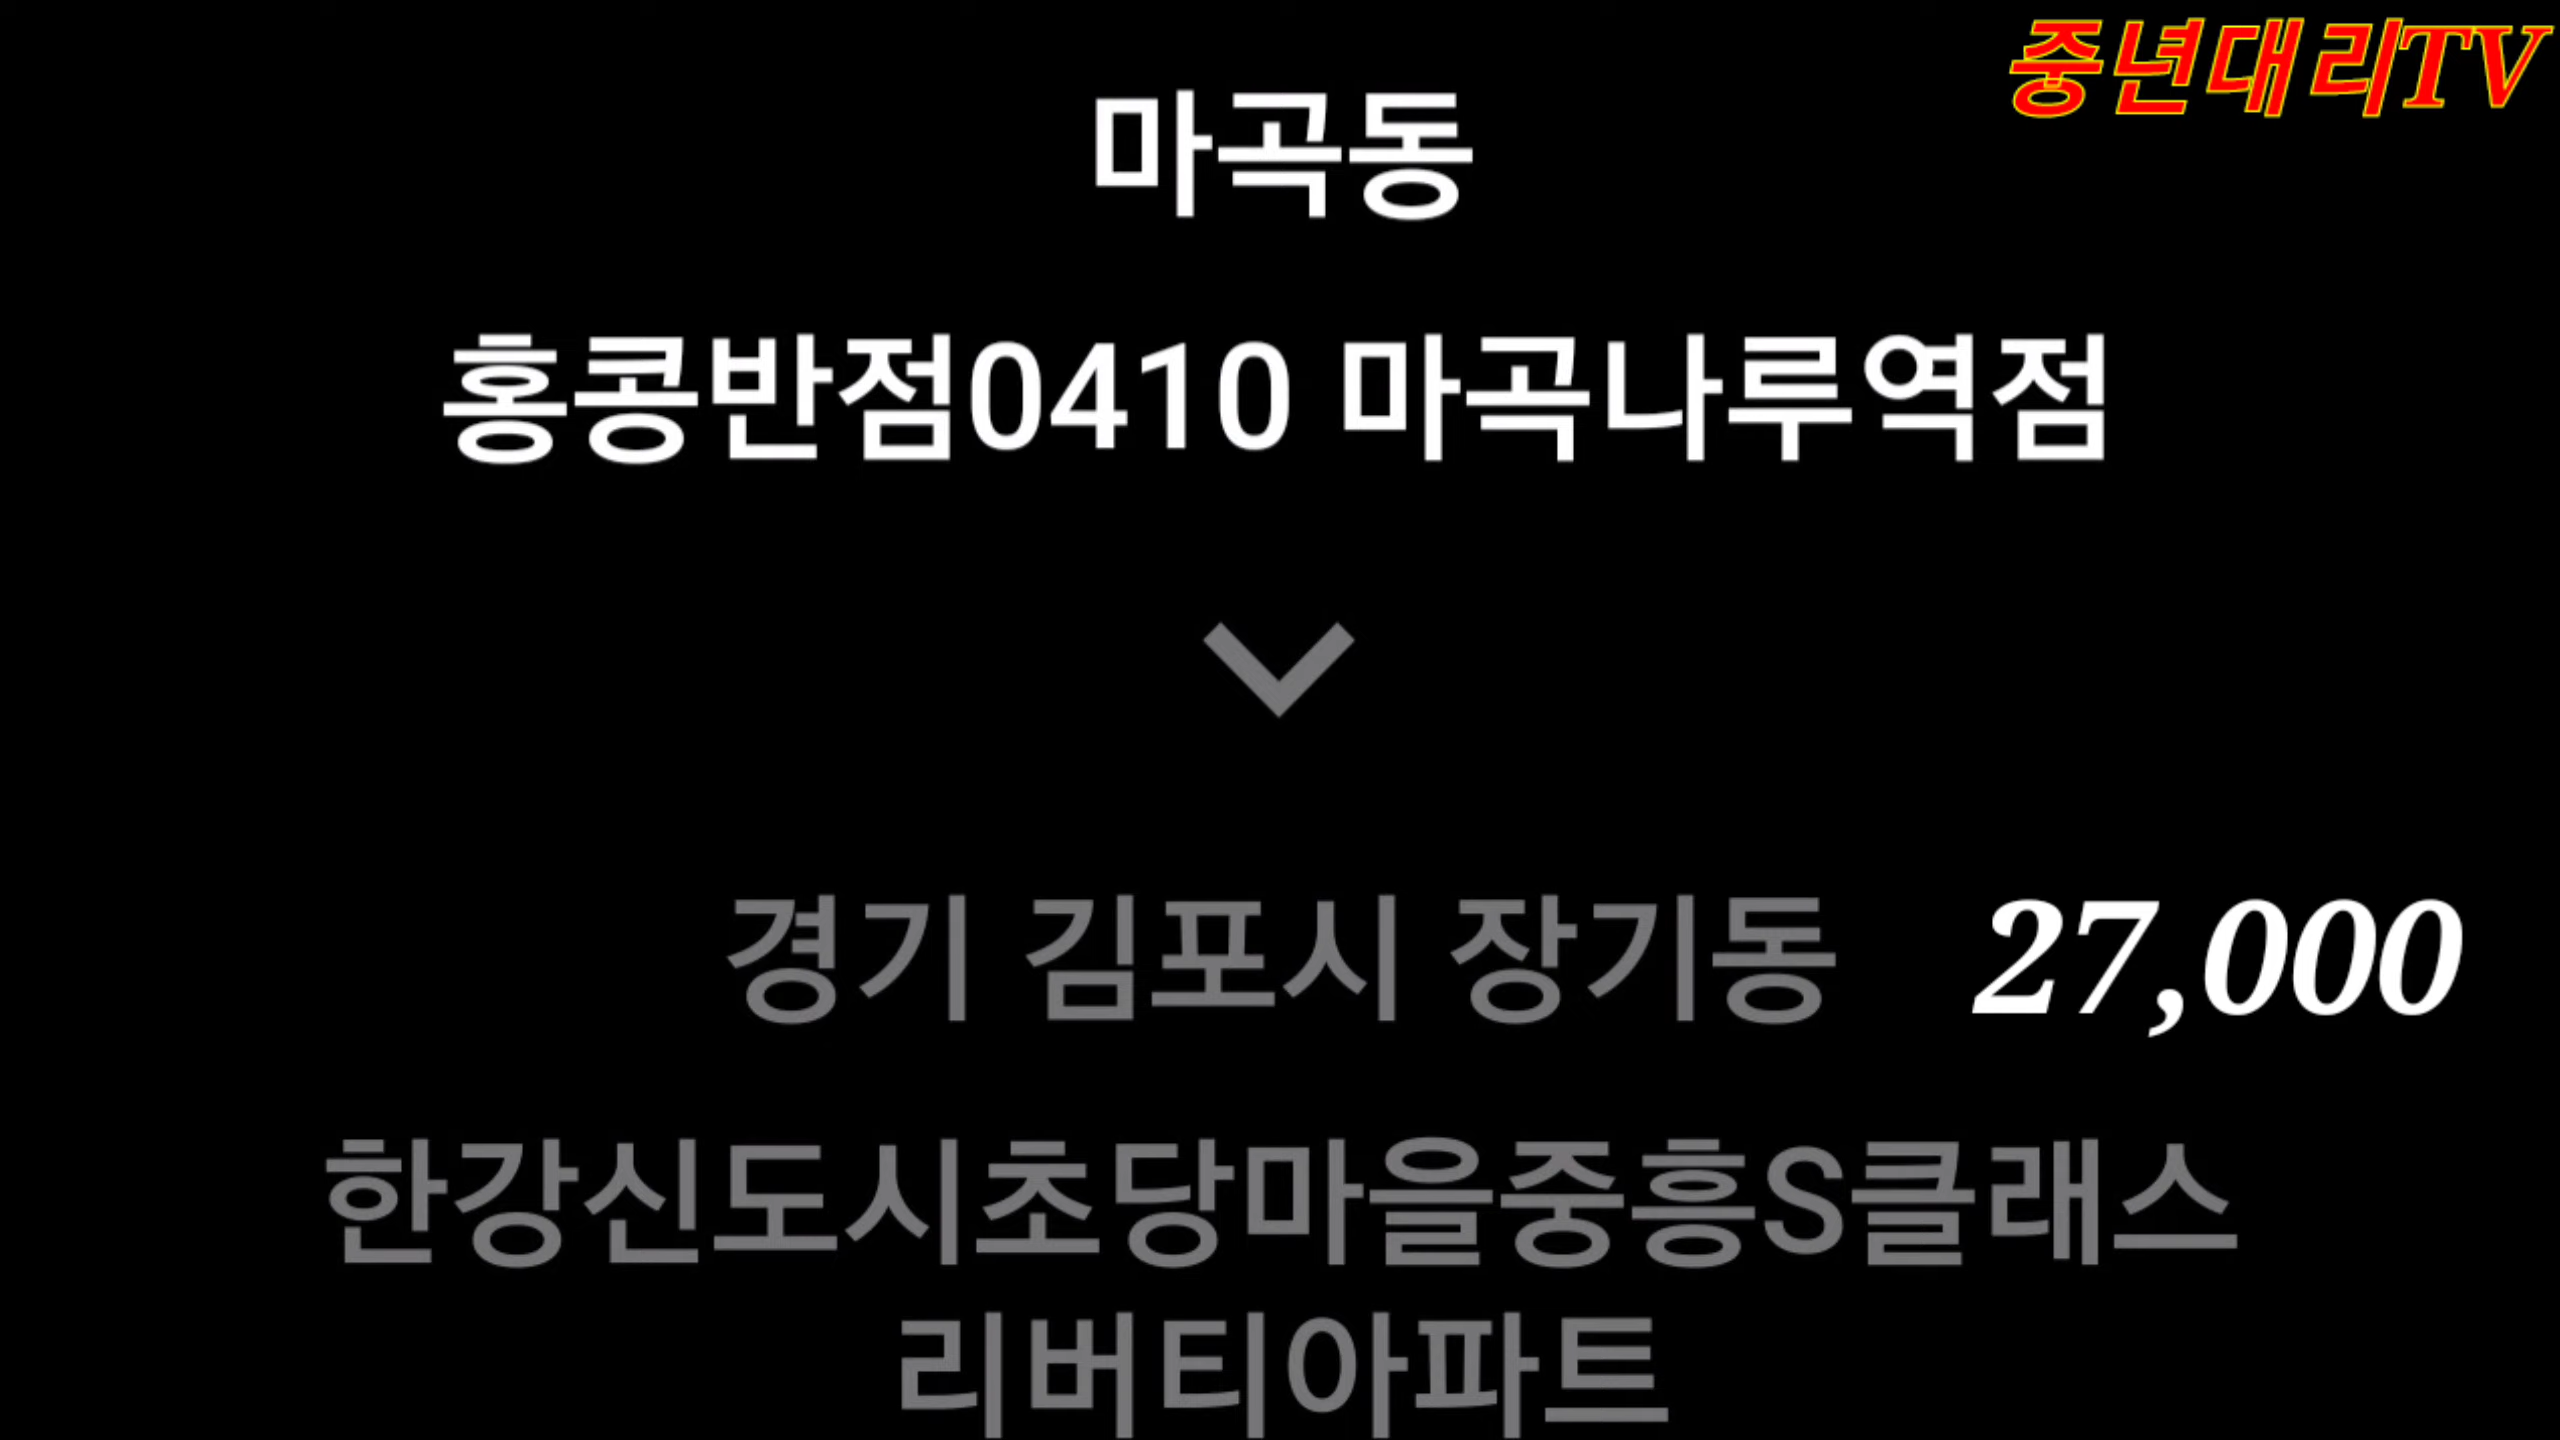 중년대리TV
마곡동
홍콩반점0410 마곡나루역점
경기 김포시 장기동 27,000
한강신도시초당마을중흥S클래스
리버티아파트